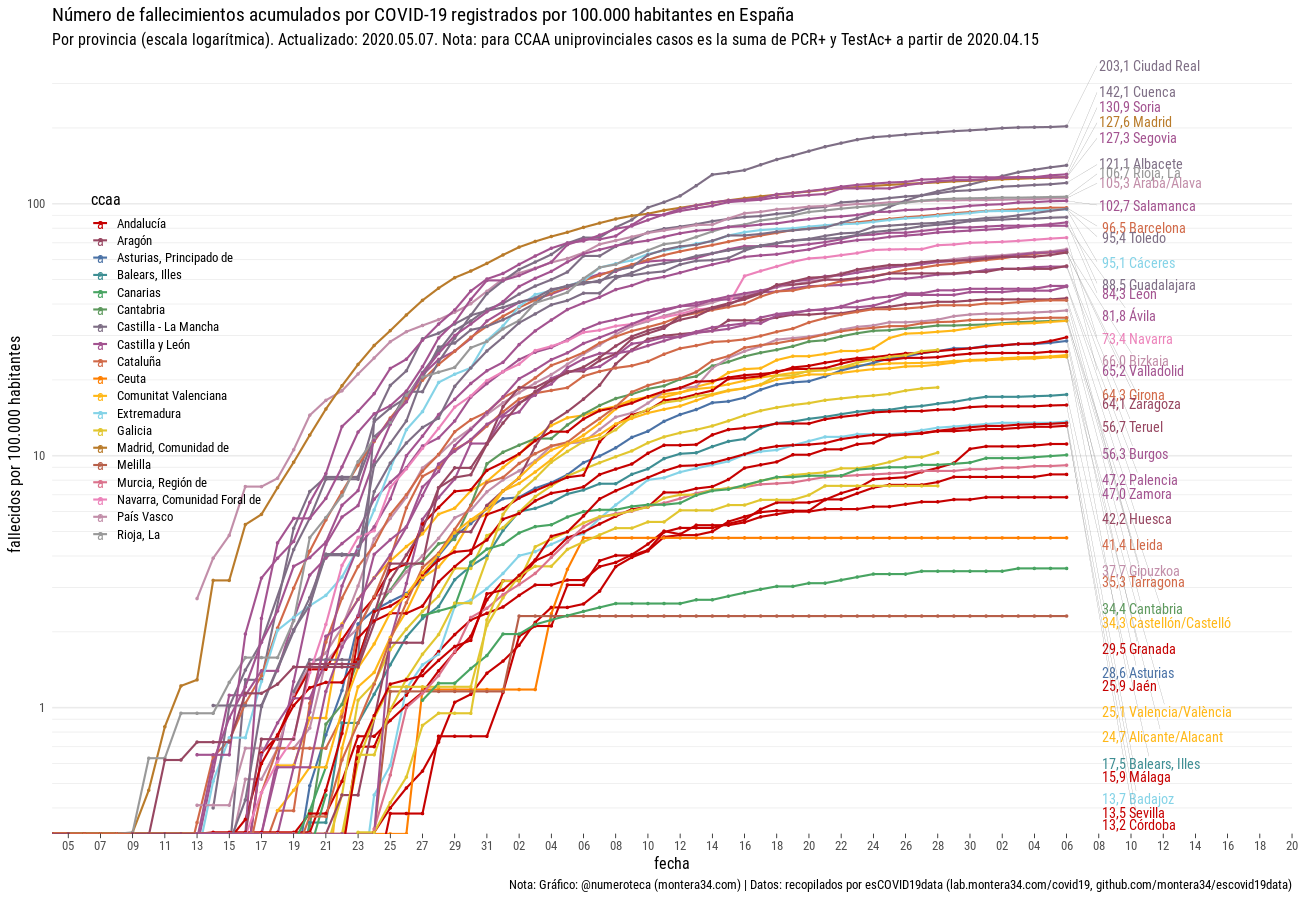 Número de fallecimientos acumulados por COVID-19 registrados por 100.000 habitantes en España
Por provincia (escala logarítmica). Actualizado: 2020.05.07. Nota: para CCAA uniprovinciales casos es la suma de PCR+ y TestAc+ a partir de 2020.04.15
fallecidos por 100.000 habitantes
100
10
1
ccaa
Andalucía
Aragón
Asturias, Principado de
Balears, Illes
Canarias
Cantabria
Castilla - La Mancha
Castilla y León
Cataluña
Ceuta
Comunitat Valenciana
Extremadura
Galicia
Madrid, Comunidad de
Melilla
Murcia, Región de
Navarra, Comunidad Foral de
País Vasco
Rioja, La
203,1 Ciudad Real
142,1 Cuenca
130,9 Soria
127,6 Madrid
127,3 Segovia
121,1 Albacete
106,7 Rioja, La
105,3 Araba/Álava
102,7 Salamanca
96,5 Barcelona
95,4 Toledo
95,1 Cáceres
88,5 Guadalajara
84,3 León
81,8 Ávila
73,4 Navarra
66,0 Bizkaia
65,2 Valladolid
64,3 Girona
64,1 Zaragoza
56,7 Teruel
56,3 Burgos
47,2 Palencia
47,0 Zamora
42,2 Huesca
41,4 Lleida
37,7 Gipuzkoa
35,3 Tarragona
34,4 Cantabria
34,3 Castellón/Castelló
29,5 Granada
28,6 Asturias
25,9 Jaén
25,1 Valencia/València
24,7 Alicante/Alacant
17,5 Balears, Illes
15,9 Málaga
13,7 Badajoz
13,5 Sevilla
13,2 Córdoba
05 07 09 11 13 15 17 19 21 23 25 27 29 31 02 04 06 08 10 12 14 16 18 20 22 24 26 28 30 02 04 06 08 10 12 14 16 18 20
fecha
Nota: Gráfico: @numeroteca (montera34.com) | Datos: recopilados por esCOVID19data (lab.montera34.com/covid19, github.com/montera34/escovid19data)